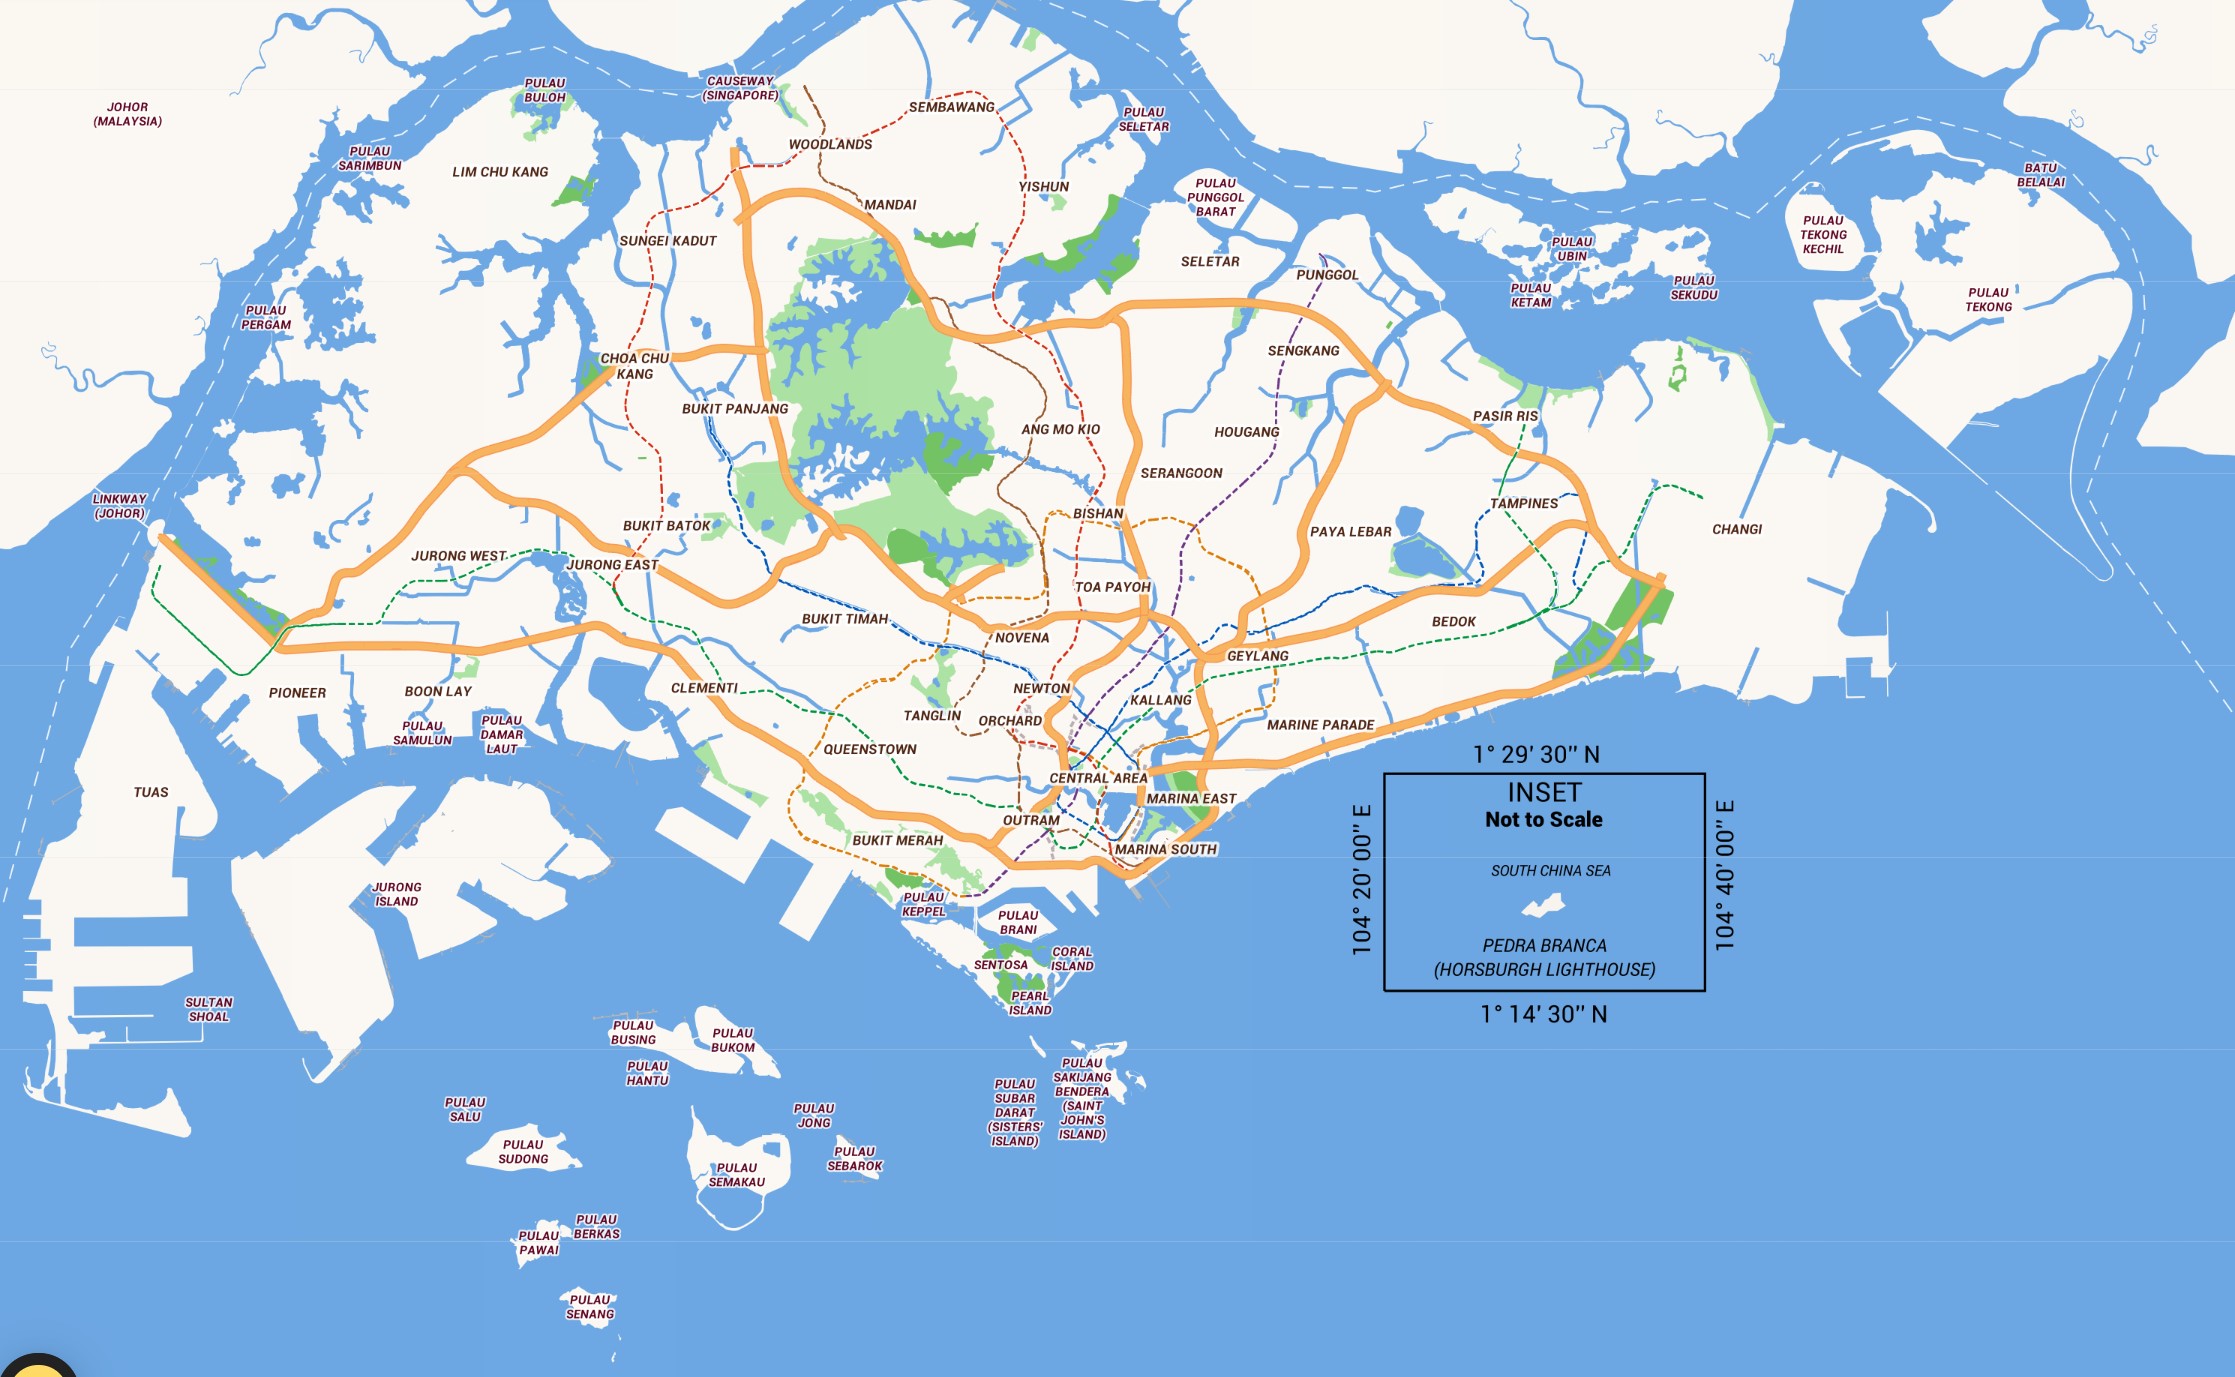 PULAU
BULOH
CAUSEWAY
(SINGAPORE)
JOHOR
(MALAYSIA)
SEMBAWANG
PULAU
SELETAR
WOODLANDS
PULAU
SARIMBUN
LIM CHU KANG
YISHUN
PULAU
PUNGGOL
BARAT
BATU
BELALAI
MANDAI
PULAU
TEKONG
KECHIL
SUNGEI KADUT
PULAU
UBIN
SELETAR
PUNGGOL
PULAU
KETAM
PULAU
SEKUDU
PULAU
TEKONG
PULAU
PERGAM
SENGKANG
CHOA CHU
KANG
BUKIT PANJANG
PASIR RIS
ANG MO KIO
HOUGANG
SERANGOON
LINKWAY
(JOHOR)
TAMPINES
BISHAN
BUKIT BATOK
PAYA LEBAR
CHANGI
JURONG WEST
JURONG EAST
TOA PAYOH
BUKIT TIMAH
BEDOK
NOVENA
GEYLANG
PIONEER
BOON LAY
CLEMENTI
NEWTON
KALLANG
TANGLIN
ORCHARD
MARINE PARADE
PULAU
SAMULUN
PULAU
DAMAR
LAUT
QUEENSTOWN
CENTRAL AREA
TUAS
MARINA EAST
OUTRAM
BUKIT MERAH
MARINA SOUTH
1° 29' 30'' N
104° 20' 00'' E
INSET
Not to Scale
SOUTH CHINA SEA
PEDRA BRANCA
(HORSBURGH LIGHTHOUSE)
104° 40' 00'' E
1° 14' 30'' N
JURONG
ISLAND
PULAU
KEPPEL
PULAU
BRANI
SENTOSA
CORAL
ISLAND
PEARL
ISLAND
SULTAN
SHOAL
PULAU
BUSING
PULAU
BUKOM
PULAU
HANTU
PULAU
SALU
PULAU
JONG
PULAU
SUBAR
DARAT
(SISTERS'
ISLAND)
PULAU
SAKIJANG
BENDERA
(SAINT
JOHN'S
ISLAND)
PULAU
SUDONG
PULAU
SEMAKAU
PULAU
SEBAROK
PULAU
BERKAS
PULAU
PAWAI
PULAU
SENANG